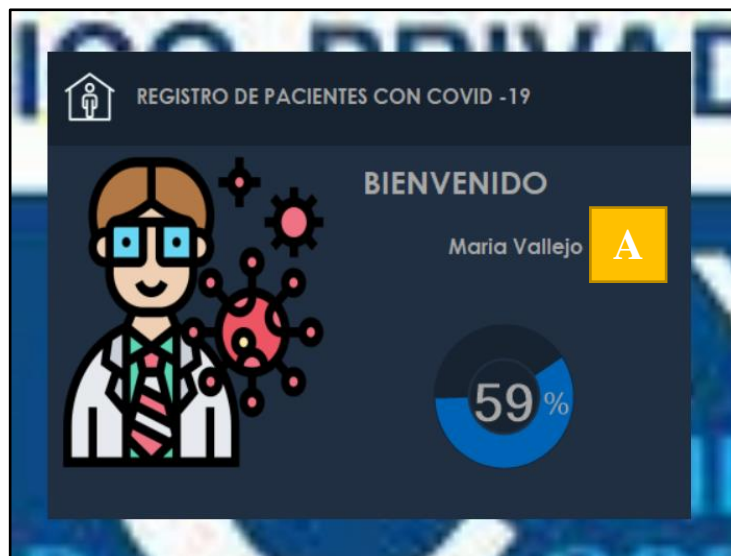 REGISTRO DE PACIENTES CON COVID -19
BIENVENIDO
Maria Vallejo
A
59 %